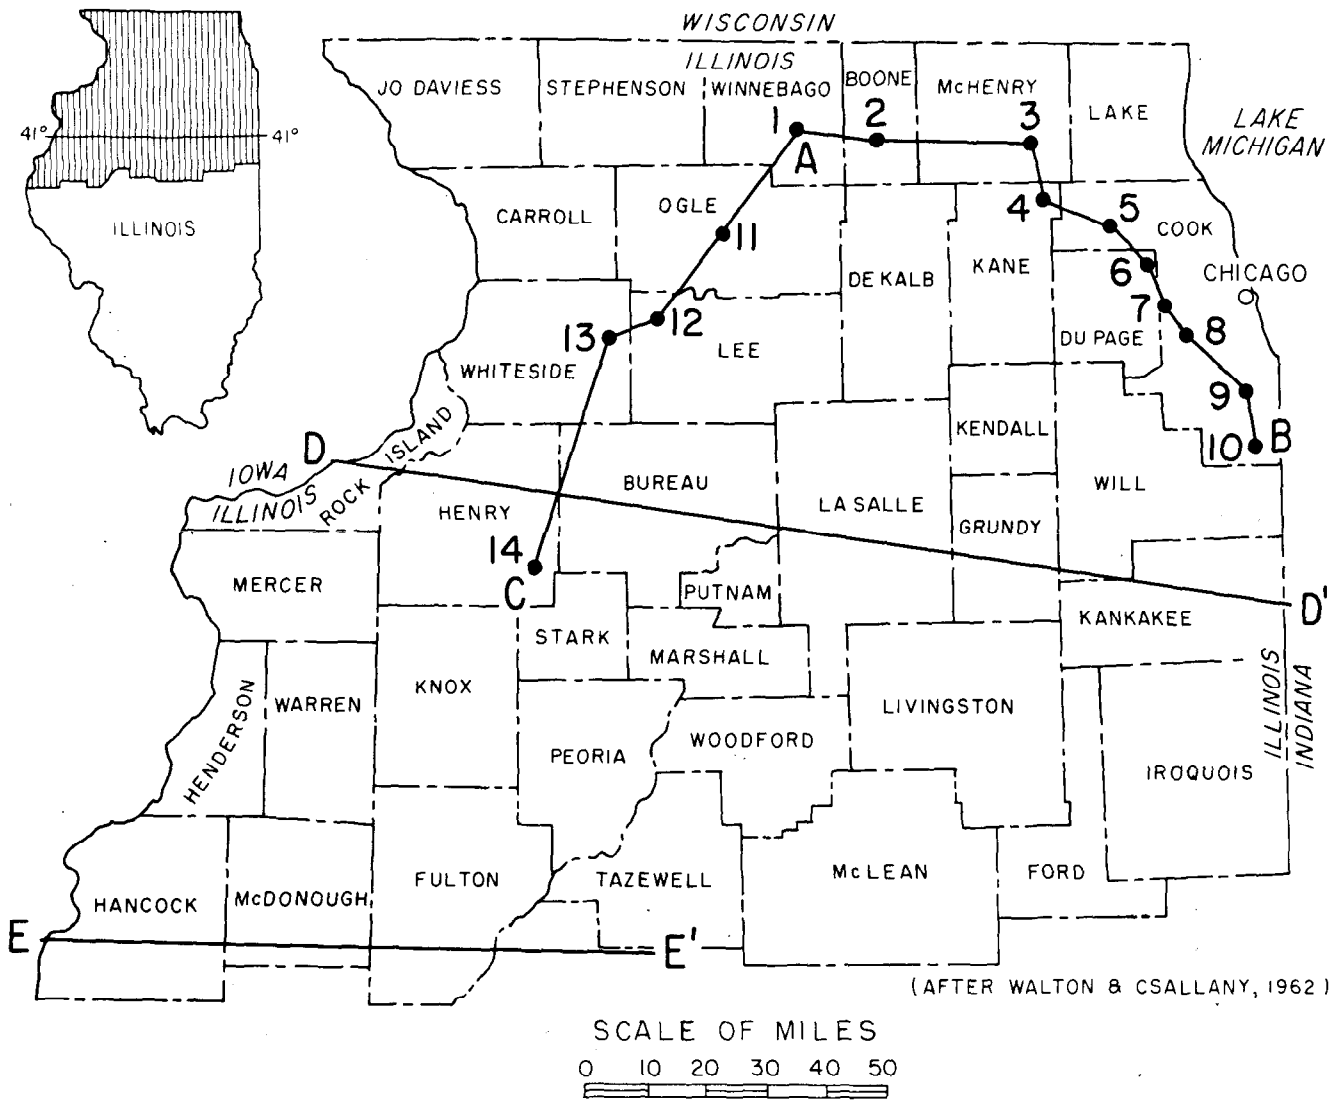 WISCONSIN
ILLINOIS
JO DAVIESS
STEPHENSON
WINNEBAGO
BOONE
McHENRY
LAKE
LAKE
MICHIGAN
41°
41°
ILLINOIS
1
A
2
3
4
5
6
7
8
9
10
B
11
12
13
14
C
CARROLL
OGLE
DE KALB
KANE
COOK
CHICAGO
DU PAGE
WHITESIDE
LEE
KENDALL
D
IOWA
ILLINOIS
ROCK ISLAND
HENRY
BUREAU
LA SALLE
GRUNDY
WILL
MERCER
PUTNAM
KANKAKEE
D'
STARK
MARSHALL
HENDERSON
WARREN
KNOX
PEORIA
WOODFORD
LIVINGSTON
IROQUOIS
ILLINOIS
INDIANA
HANCOCK
McDONOUGH
FULTON
TAZEWELL
McLEAN
FORD
E
E'
(AFTER WALTON & CSALLANY, 1962)
SCALE OF MILES
0 10 20 30 40 50